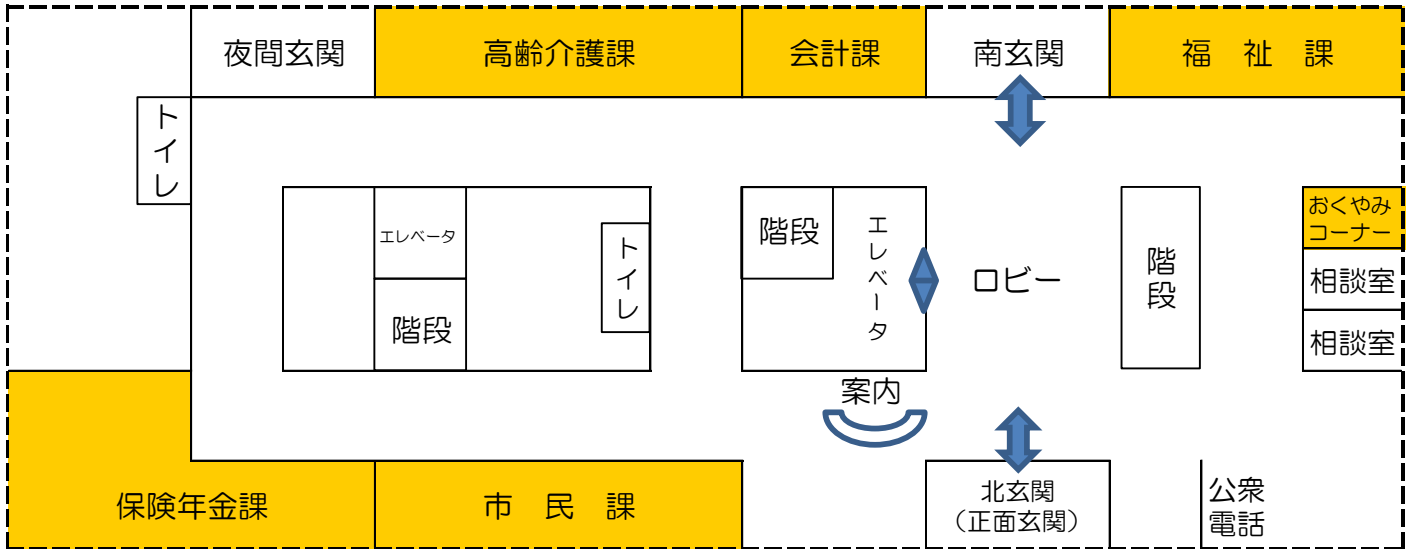 夜間玄関
高齢介護課
会計課
南玄関
福 祉 課
トイレ
エレベータ
階段
トイレ
階段
エレベータ
ロビー
階段
おくやみ
コーナー
相談室
相談室
案内
保険年金課
市 民 課
北玄関
（正面玄関）
公衆
電話